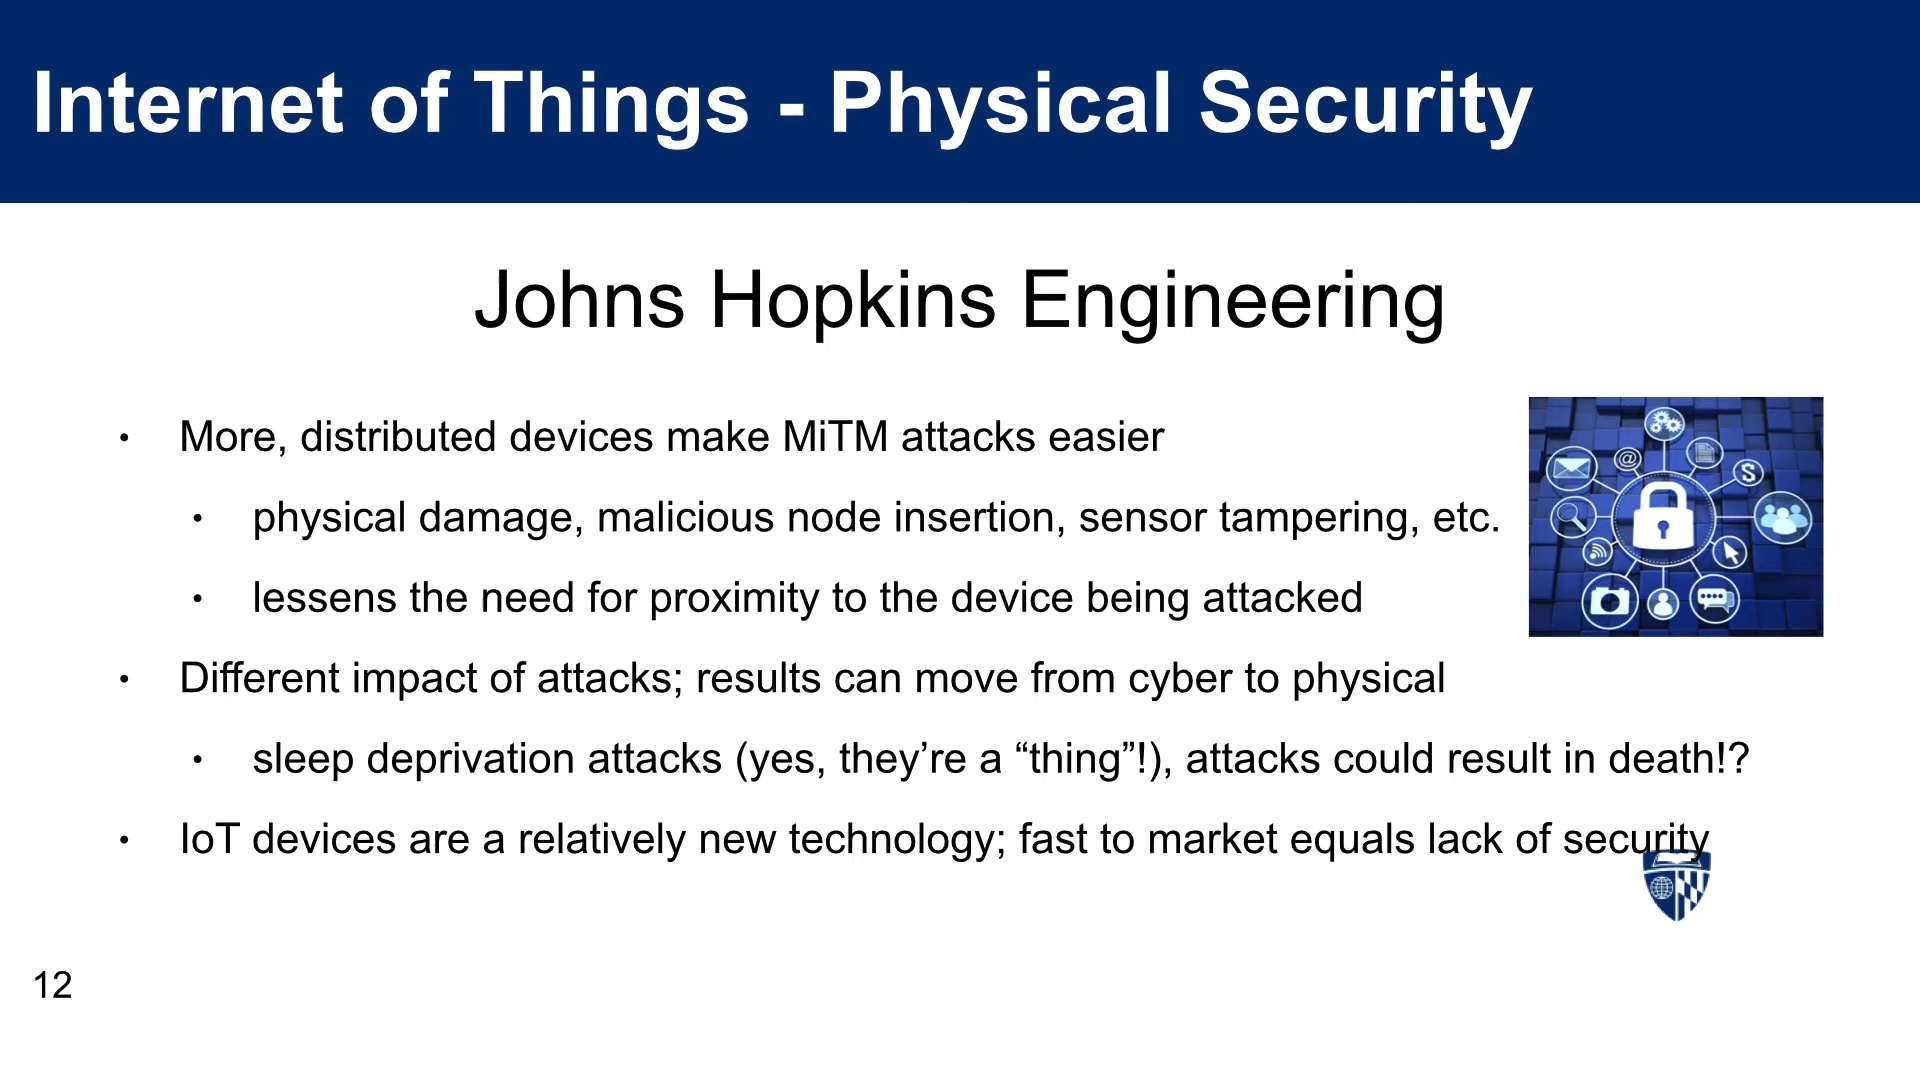 Internet of Things - Physical Security
Johns Hopkins Engineering
• More, distributed devices make MiTM attacks easier
• physical damage, malicious node insertion, sensor tampering, etc.
• lessens the need for proximity to the device being attacked
• Different impact of attacks; results can move from cyber to physical
• sleep deprivation attacks (yes, they’re a “thing”!), attacks could result in death!?
• IoT devices are a relatively new technology; fast to market equals lack of security
12